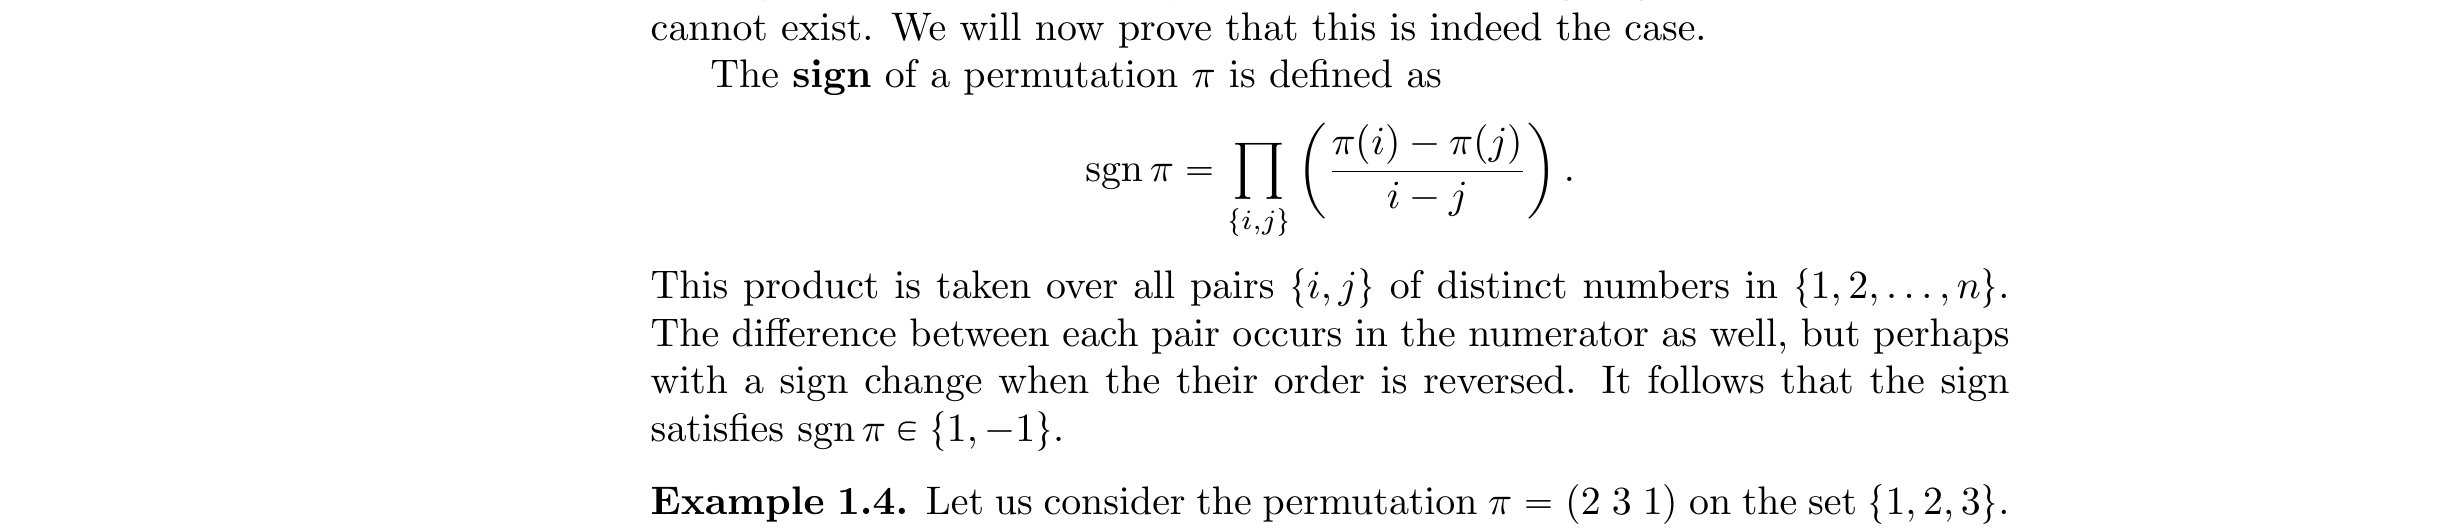 cannot exist. We will now prove that this is indeed the case.
The sign of a permutation π is defined as
sgn π = ∏_{{i,j}} ( (π(i) − π(j)) / (i − j) ) .
This product is taken over all pairs {i, j} of distinct numbers in {1, 2, . . . , n}.
The difference between each pair occurs in the numerator as well, but perhaps
with a sign change when the their order is reversed. It follows that the sign
satisfies sgn π ∈ {1, −1}.
Example 1.4. Let us consider the permutation π = (2 3 1) on the set {1, 2, 3}.